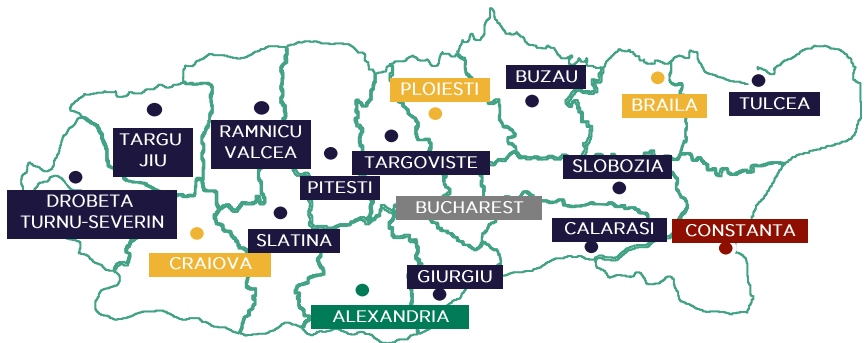 BUZAU
PLOIESTI
BRAILA
TULCEA
TARGU
JIU
RAMNICU
VALCEA
TARGOVISTE
SLOBOZIA
PITESTI
DROBETA
TURNU-SEVERIN
BUCHAREST
SLATINA
CALARASI
CONSTANTA
CRAIOVA
GIURGIU
ALEXANDRIA